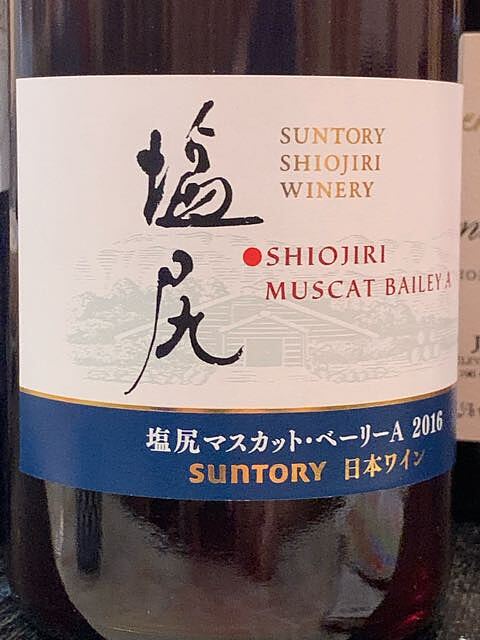 塩尻
SUNTORY
SHIOJIRI
WINERY
SHIOJIRI
MUSCAT BAILEY A
塩尻マスカット・ベーリーA 2016
SUNTORY 日本ワイン